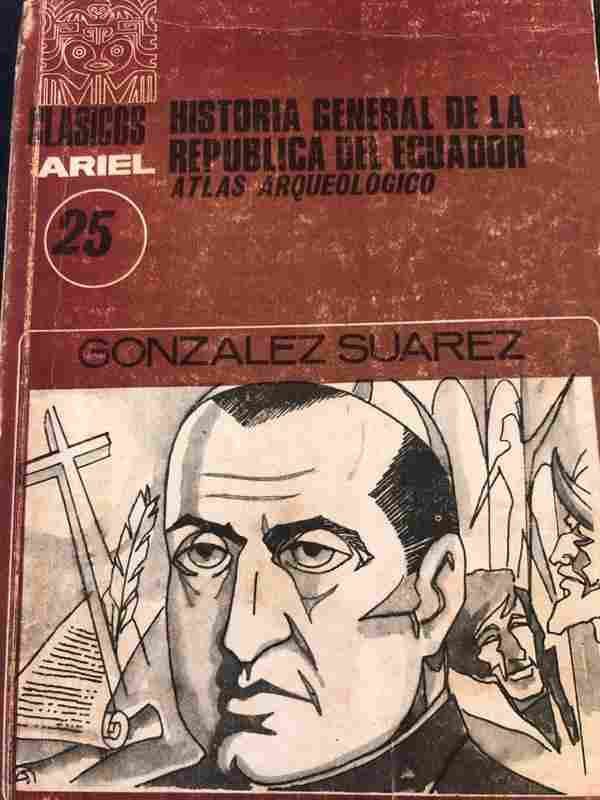 CLASICOS
ARIEL
25
HISTORIA GENERAL DE LA
REPUBLICA DEL ECUADOR
ATLAS ARQUEOLOGICO
GONZALEZ SUAREZ